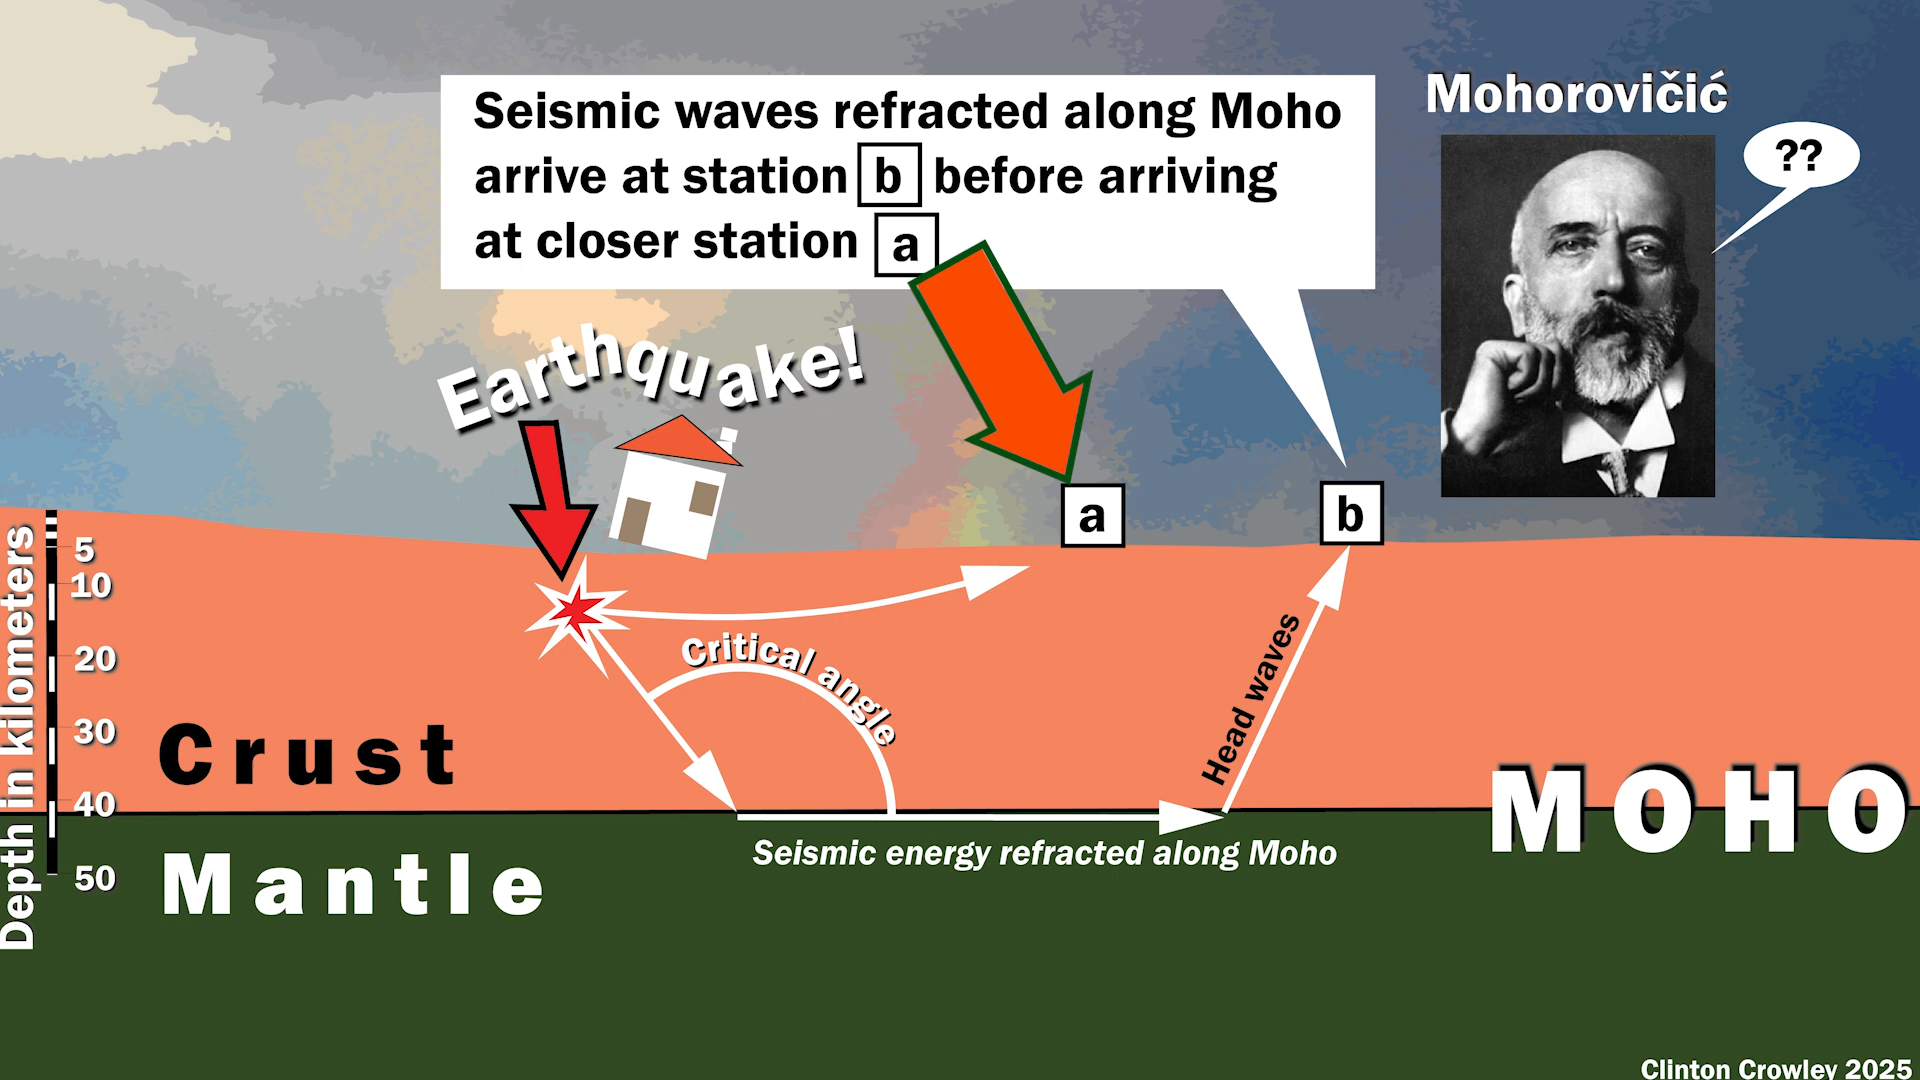 Mohorovičić
??
Seismic waves refracted along Moho
arrive at station b before arriving
at closer station a
Earthquake!
a
b
Depth in kilometers
5
10
20
30
40
50
Critical angle
Head waves
Crust
MOHO
Mantle
Seismic energy refracted along Moho
Clinton Crowley 2025